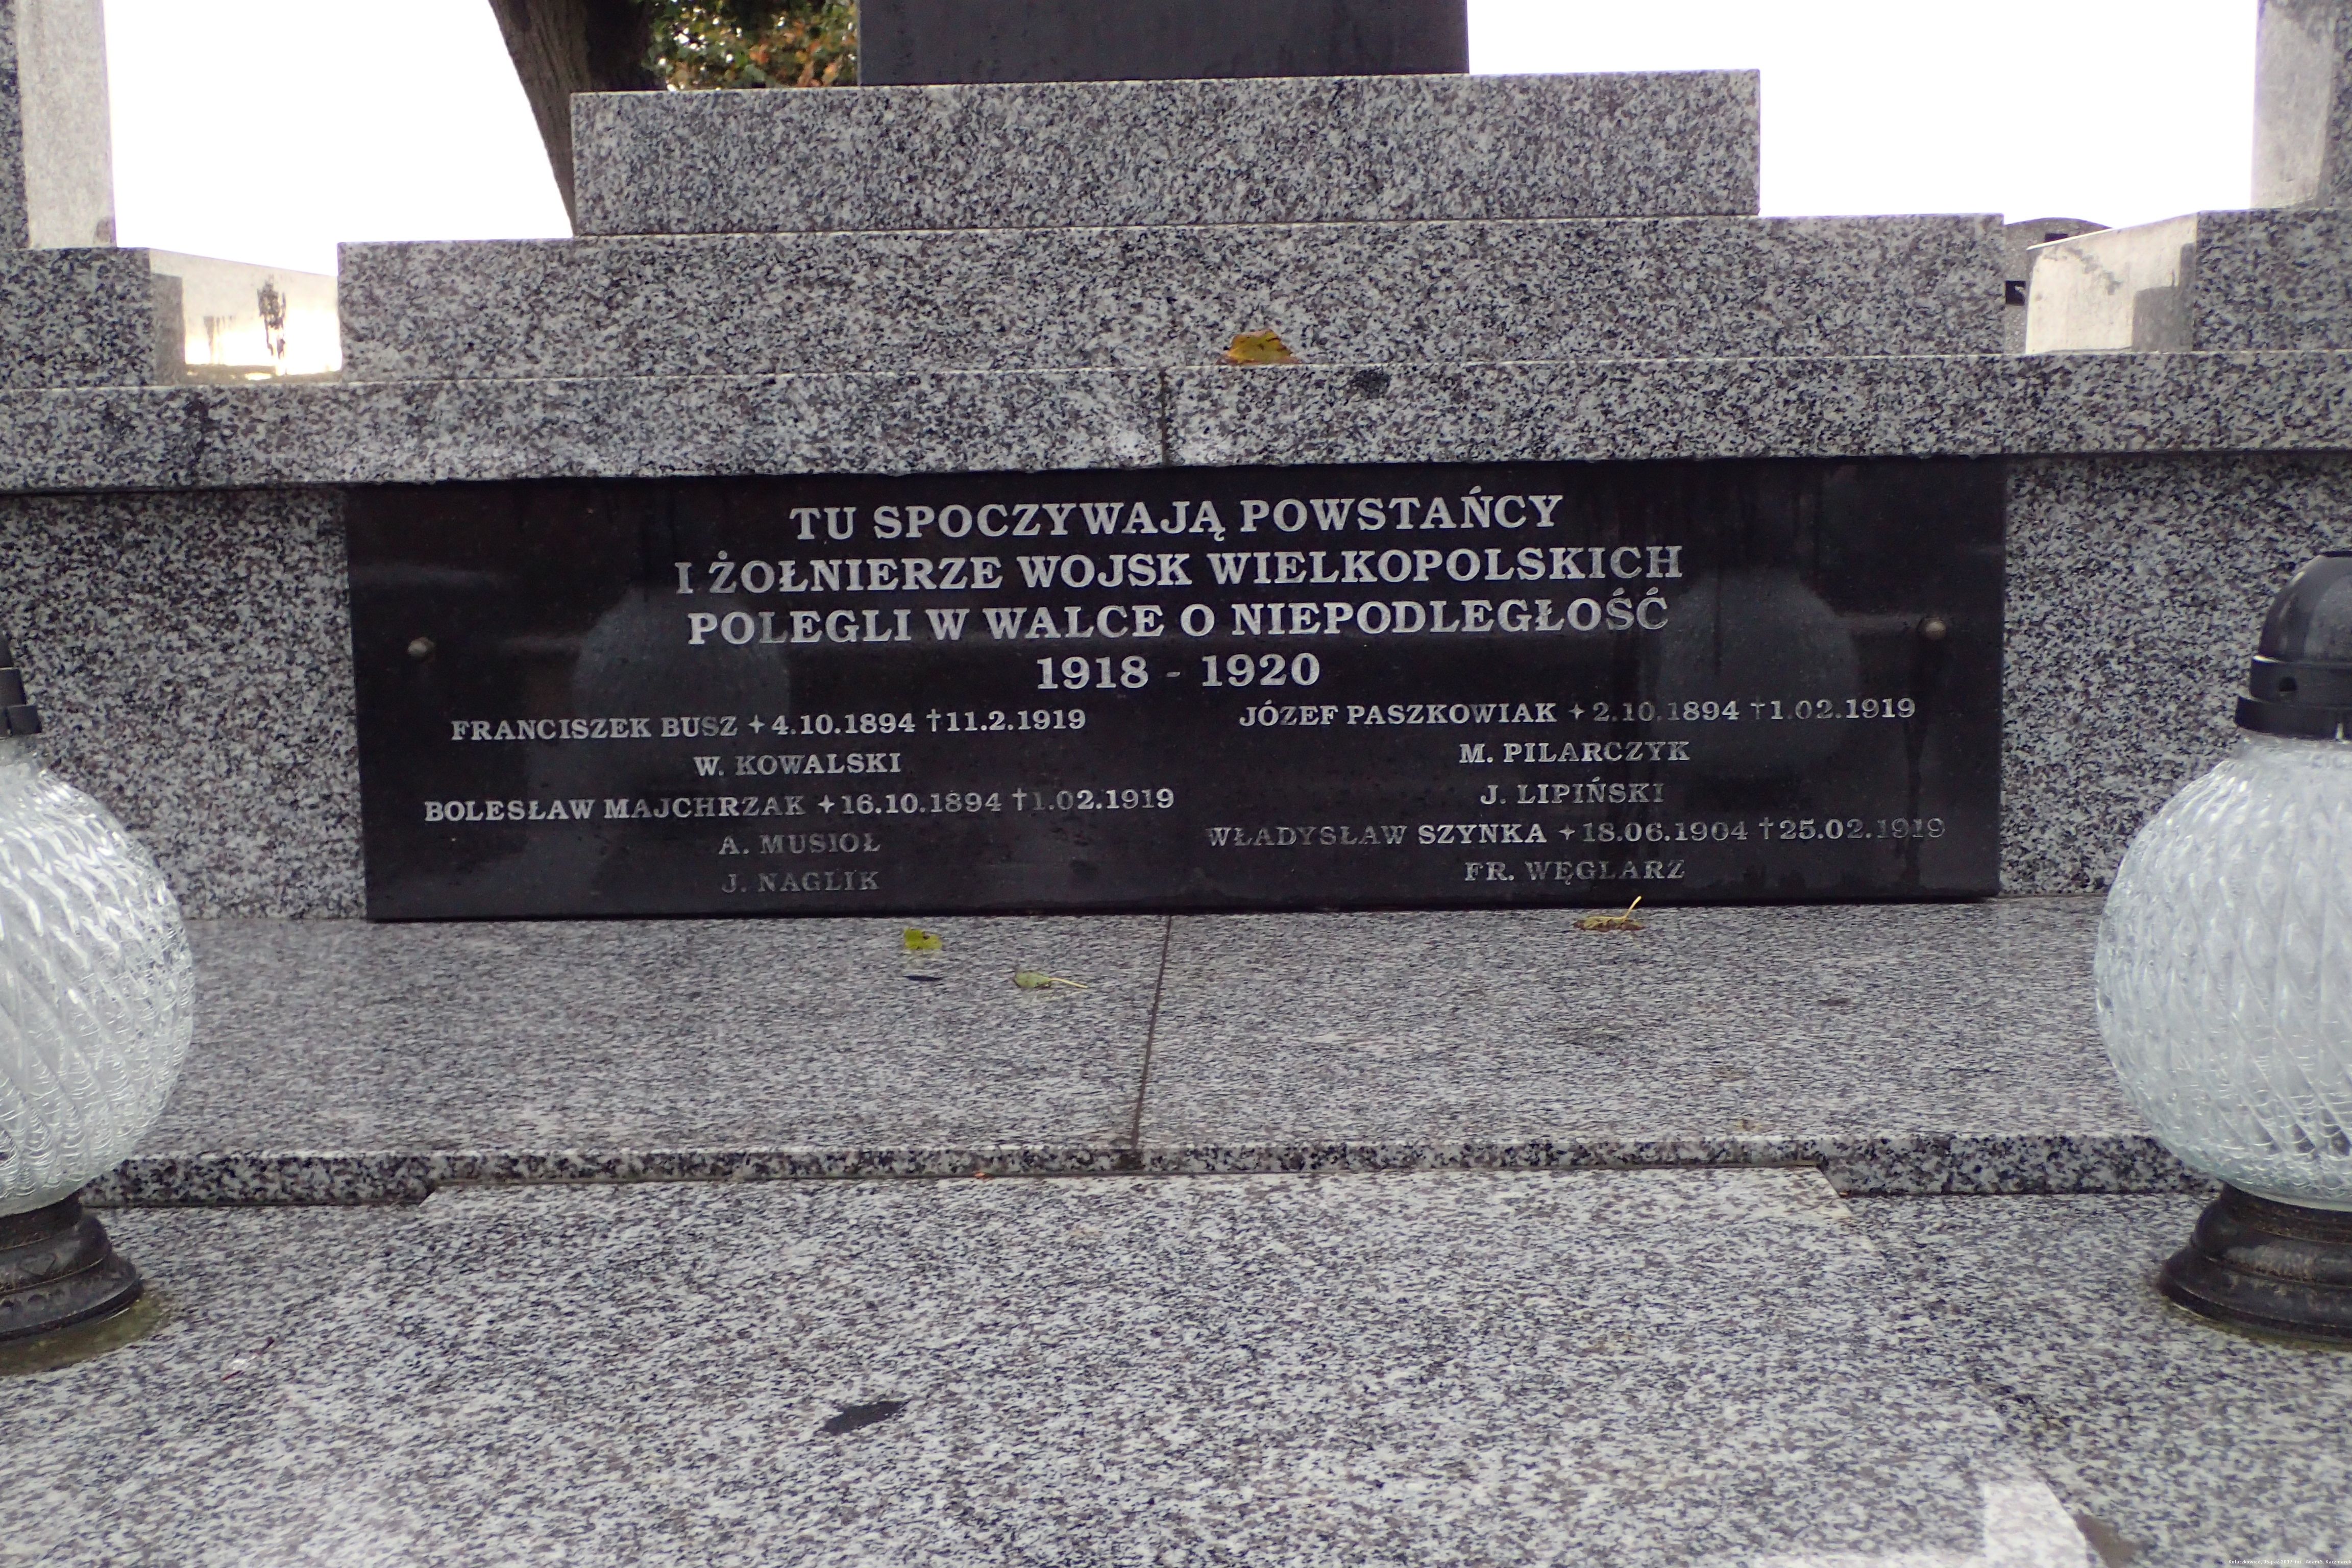 TU SPOCZYWAJĄ POWSTAŃCY
I ŻOŁNIERZE WOJSK WIELKOPOLSKICH
POLEGLI W WALCE O NIEPODLEGŁOŚĆ
1918 - 1920
FRANCISZEK BUSZ ✦4.10.1894 †11.2.1919
W. KOWALSKI
BOLESŁAW MAJCHRZAK ✦16.10.1894 †1.02.1919
A. MUSIOŁ
J. NAGLIK
JÓZEF PASZKOWIAK ✦2.10.1894 †1.02.1919
M. PILARCZYK
J. LIPIŃSKI
WŁADYSŁAW SZYNKA ✦18.06.1904 †25.02.1919
FR. WĘGLARZ